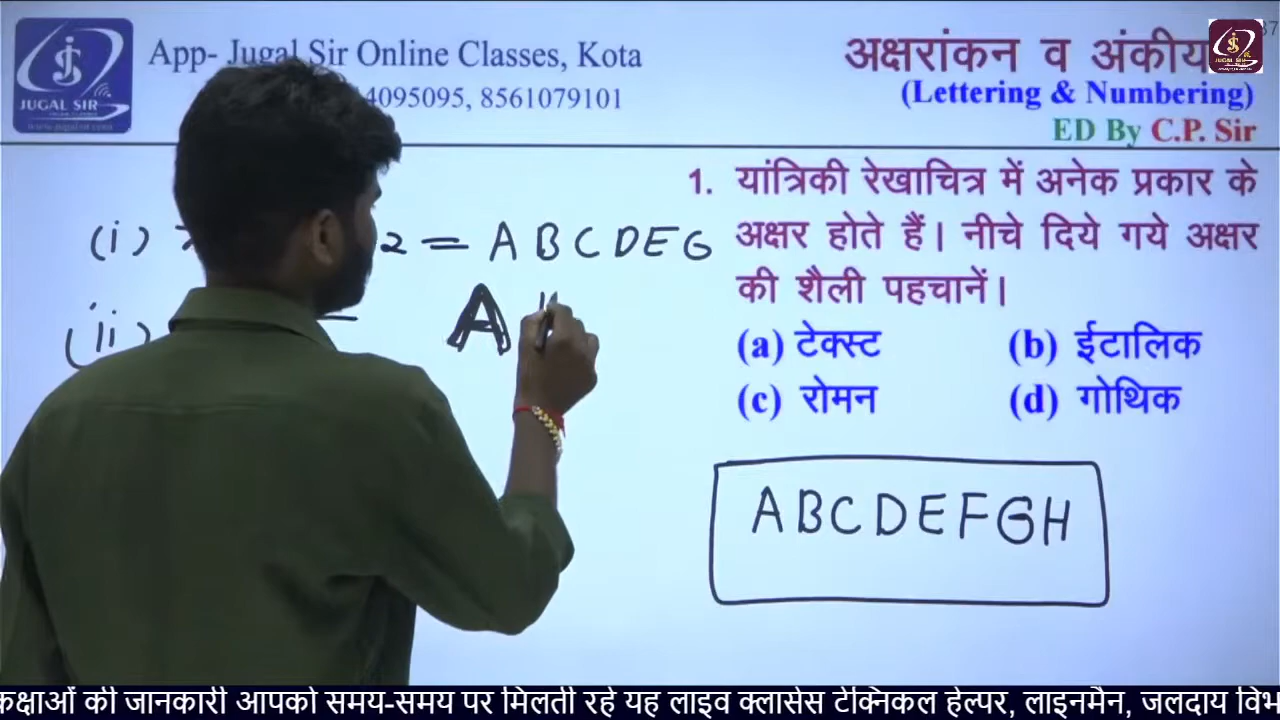 JUGAL SIR
App- Jugal Sir Online Classes, Kota
4095095, 8561079101
अक्षरांकन व अंकीय
(Lettering & Numbering)
ED By C.P. Sir
JUGAL SIR
(i) 2 = A B C D E G
(ii) = A
1. यांत्रिकी रेखाचित्र में अनेक प्रकार के
अक्षर होते हैं। नीचे दिये गये अक्षर
की शैली पहचानें।
(a) टेक्स्ट (b) ईटालिक
(c) रोमन (d) गोथिक
A B C D E F G H
कक्षाओं की जानकारी आपको समय-समय पर मिलती रहे यह लाइव क्लासेस टेक्निकल हेल्पर, लाइनमैन, जलदाय विभ